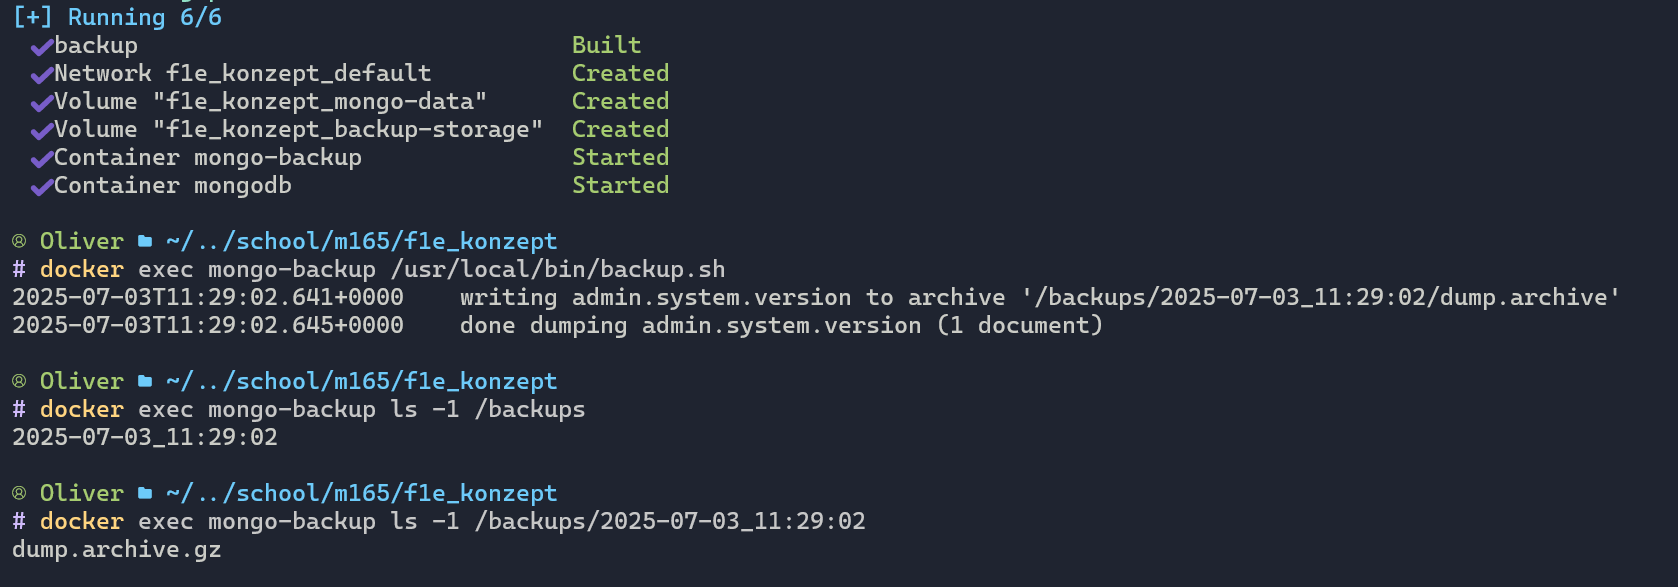 [+] Running 6/6
✔backup Built
✔Network f1e_konzept_default Created
✔Volume "f1e_konzept_mongo-data" Created
✔Volume "f1e_konzept_backup-storage" Created
✔Container mongo-backup Started
✔Container mongodb Started
Oliver ~/../school/m165/f1e_konzept
# docker exec mongo-backup /usr/local/bin/backup.sh
2025-07-03T11:29:02.641+0000 writing admin.system.version to archive '/backups/2025-07-03_11:29:02/dump.archive'
2025-07-03T11:29:02.645+0000 done dumping admin.system.version (1 document)
Oliver ~/../school/m165/f1e_konzept
# docker exec mongo-backup ls -1 /backups
2025-07-03_11:29:02
Oliver ~/../school/m165/f1e_konzept
# docker exec mongo-backup ls -1 /backups/2025-07-03_11:29:02
dump.archive.gz